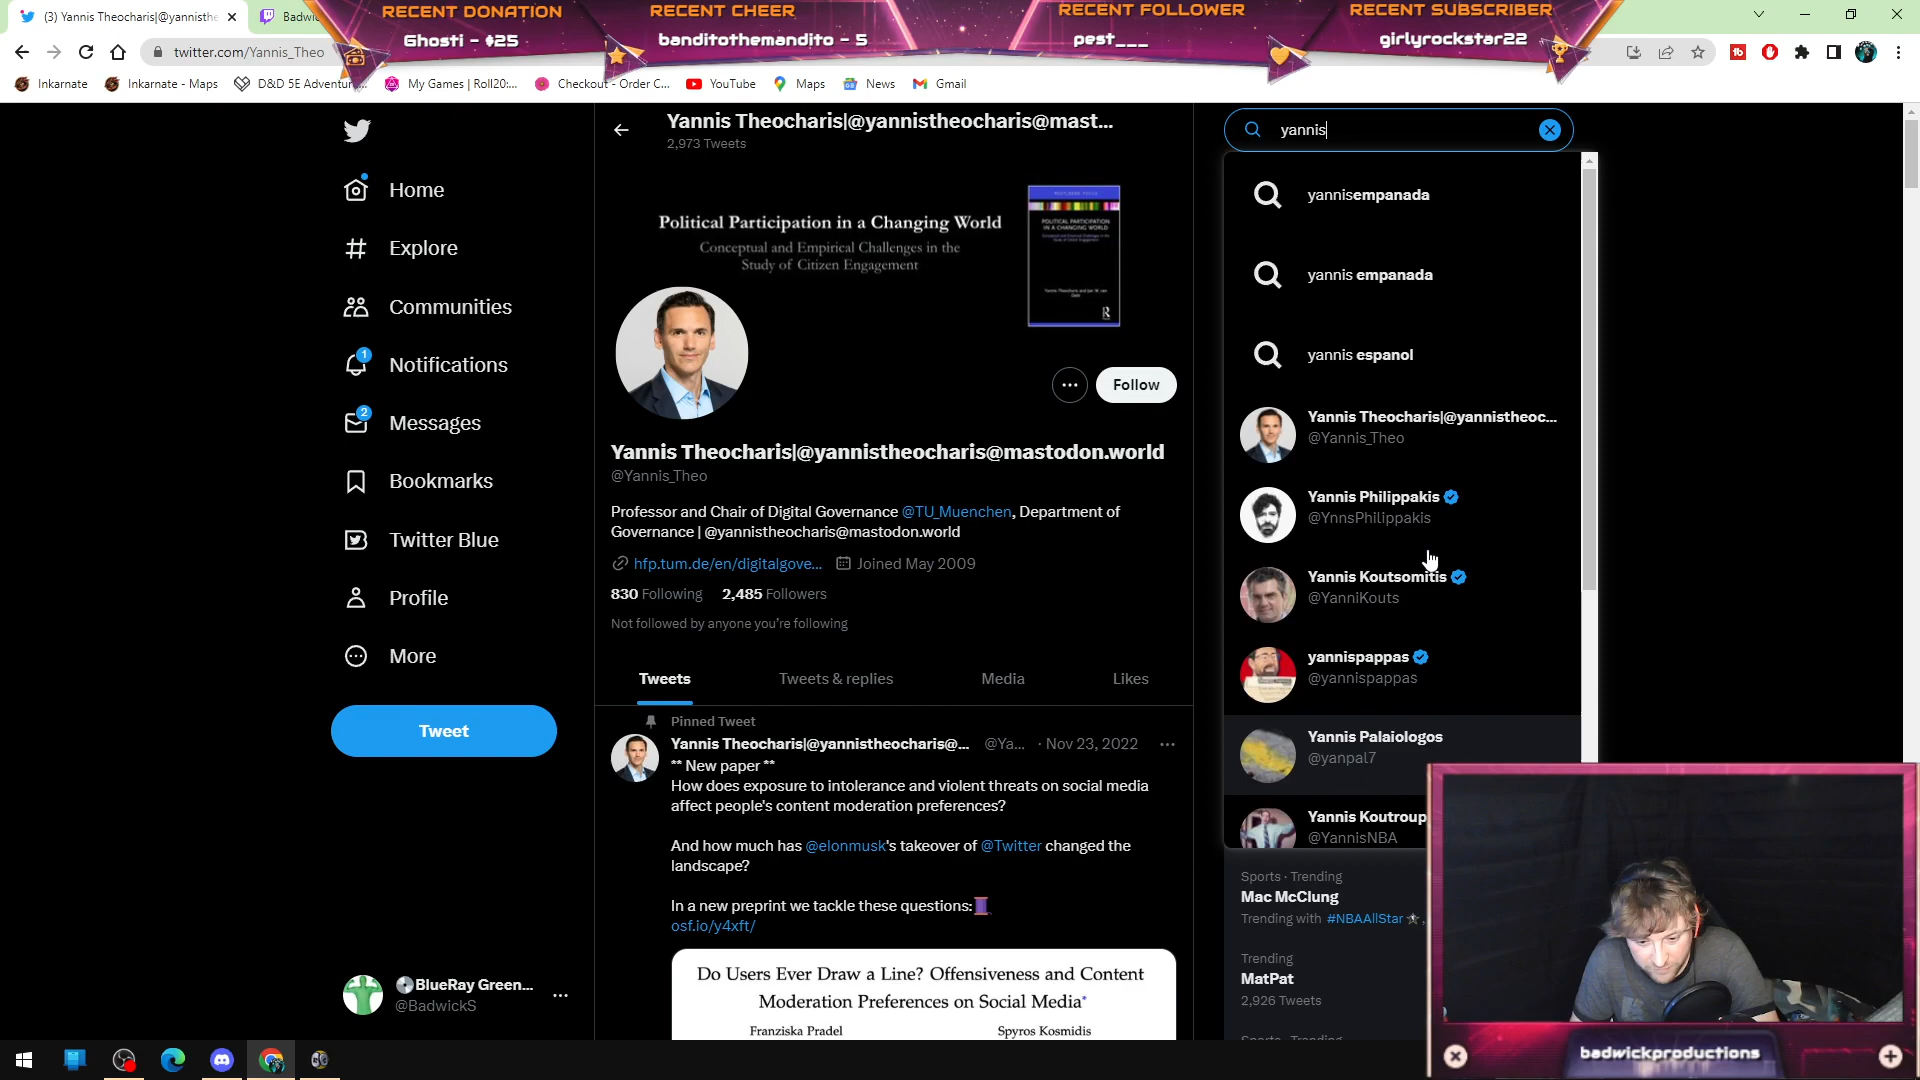 (3) Yannis Theocharis|@yannisthe
Badwi
RECENT DONATION
Ghosti - $25
RECENT CHEER
banditothemandito - 5
RECENT FOLLOWER
pest___
RECENT SUBSCRIBER
girlyrockstar22
twitter.com/Yannis_Theo
Inkarnate
Inkarnate - Maps
D&D 5E Adventur...
My Games | Roll20:...
Checkout - Order C...
YouTube
Maps
News
Gmail
Home
Explore
Communities
1
Notifications
2
Messages
Bookmarks
Twitter Blue
Profile
More
Tweet
BlueRay Green...
@BadwickS
Yannis Theocharis|@yannistheocharis@mast...
2,973 Tweets
Political Participation in a Changing World
Conceptual and Empirical Challenges in the
Study of Citizen Engagement
POLITICAL PARTICIPATION
IN A CHANGING WORLD
Follow
Yannis Theocharis|@yannistheocharis@mastodon.world
@Yannis_Theo
Professor and Chair of Digital Governance @TU_Muenchen, Department of
Governance | @yannistheocharis@mastodon.world
hfp.tum.de/en/digitalgove...
Joined May 2009
830 Following 2,485 Followers
Not followed by anyone you're following
Tweets
Tweets & replies
Media
Likes
Pinned Tweet
Yannis Theocharis|@yannistheocharis@... @Ya... · Nov 23, 2022
** New paper **
How does exposure to intolerance and violent threats on social media
affect people's content moderation preferences?
And how much has @elonmusk's takeover of @Twitter changed the
landscape?
In a new preprint we tackle these questions:
osf.io/y4xft/
Do Users Ever Draw a Line? Offensiveness and Content
Moderation Preferences on Social Media*
Franziska Pradel
Spyros Kosmidis
yannis
yannisempanada
yannis empanada
yannis espanol
Yannis Theocharis|@yannistheoc...
@Yannis_Theo
Yannis Philippakis
@YnnsPhilippakis
Yannis Koutsomitis
@YanniKouts
yannispappas
@yannispappas
Yannis Palaiologos
@yanpal7
Yannis Koutroup
@YannisNBA
Sports · Trending
Mac McClung
Trending with #NBAAllStar
Trending
MatPat
2,926 Tweets
Sports · Trending
badwickproductions